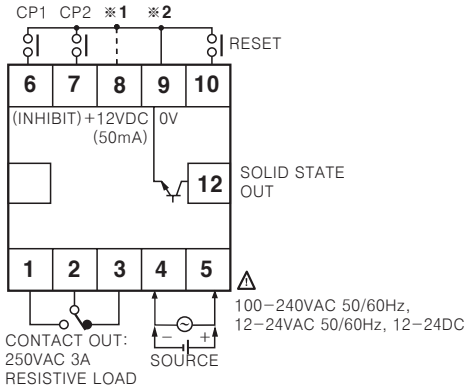 CP1 CP2 ※1 ※2
RESET
6 7 8 9 10
(INHIBIT) +12VDC 0V
(50mA)
12
SOLID STATE
OUT
1 2 3 4 5
100-240VAC 50/60Hz,
12-24VAC 50/60Hz, 12-24DC
− +
SOURCE
CONTACT OUT:
250VAC 3A
RESISTIVE LOAD